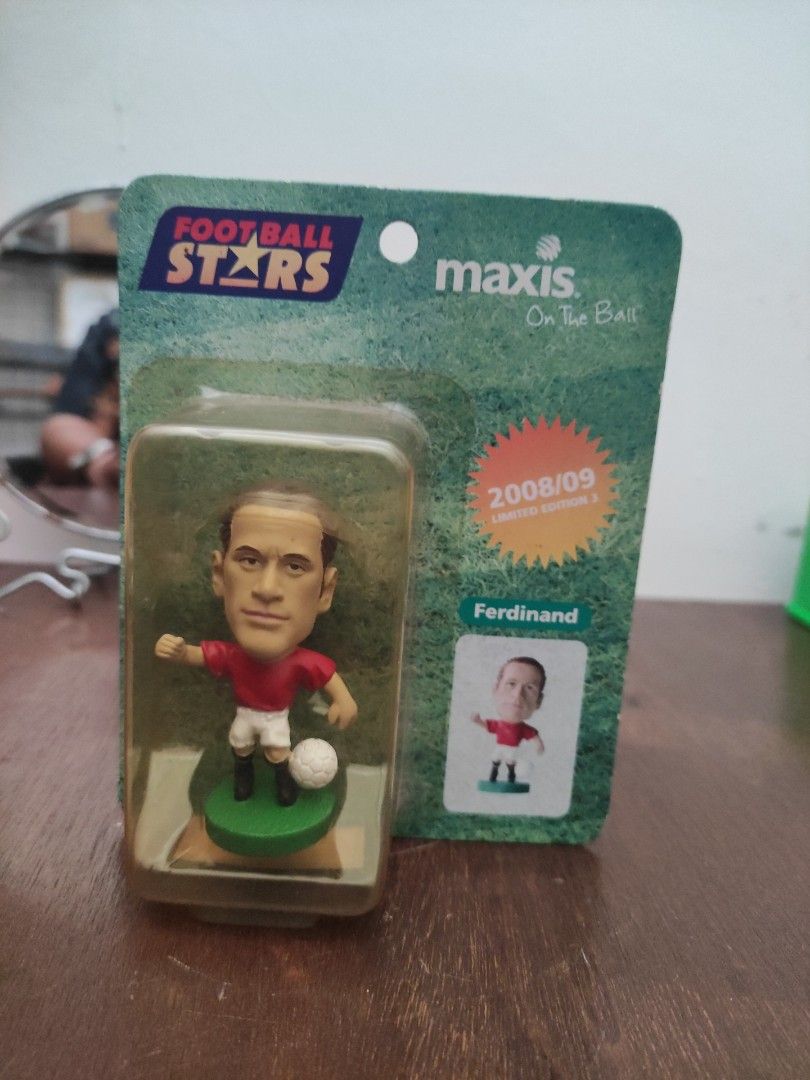 FOOTBALL
STARS
maxis
On The Ball
2008/09
LIMITED EDITION 3
Ferdinand